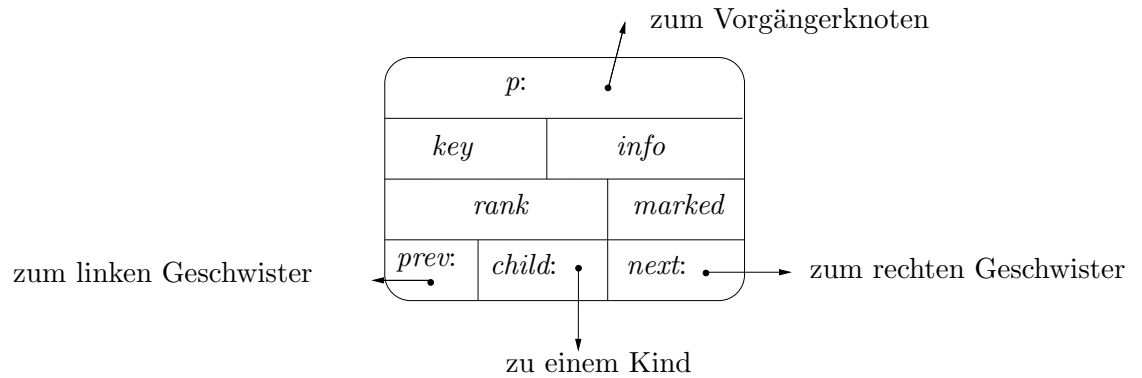 zum Vorgängerknoten
p:
key info
rank marked
prev: child: next:
zum linken Geschwister
zum rechten Geschwister
zu einem Kind